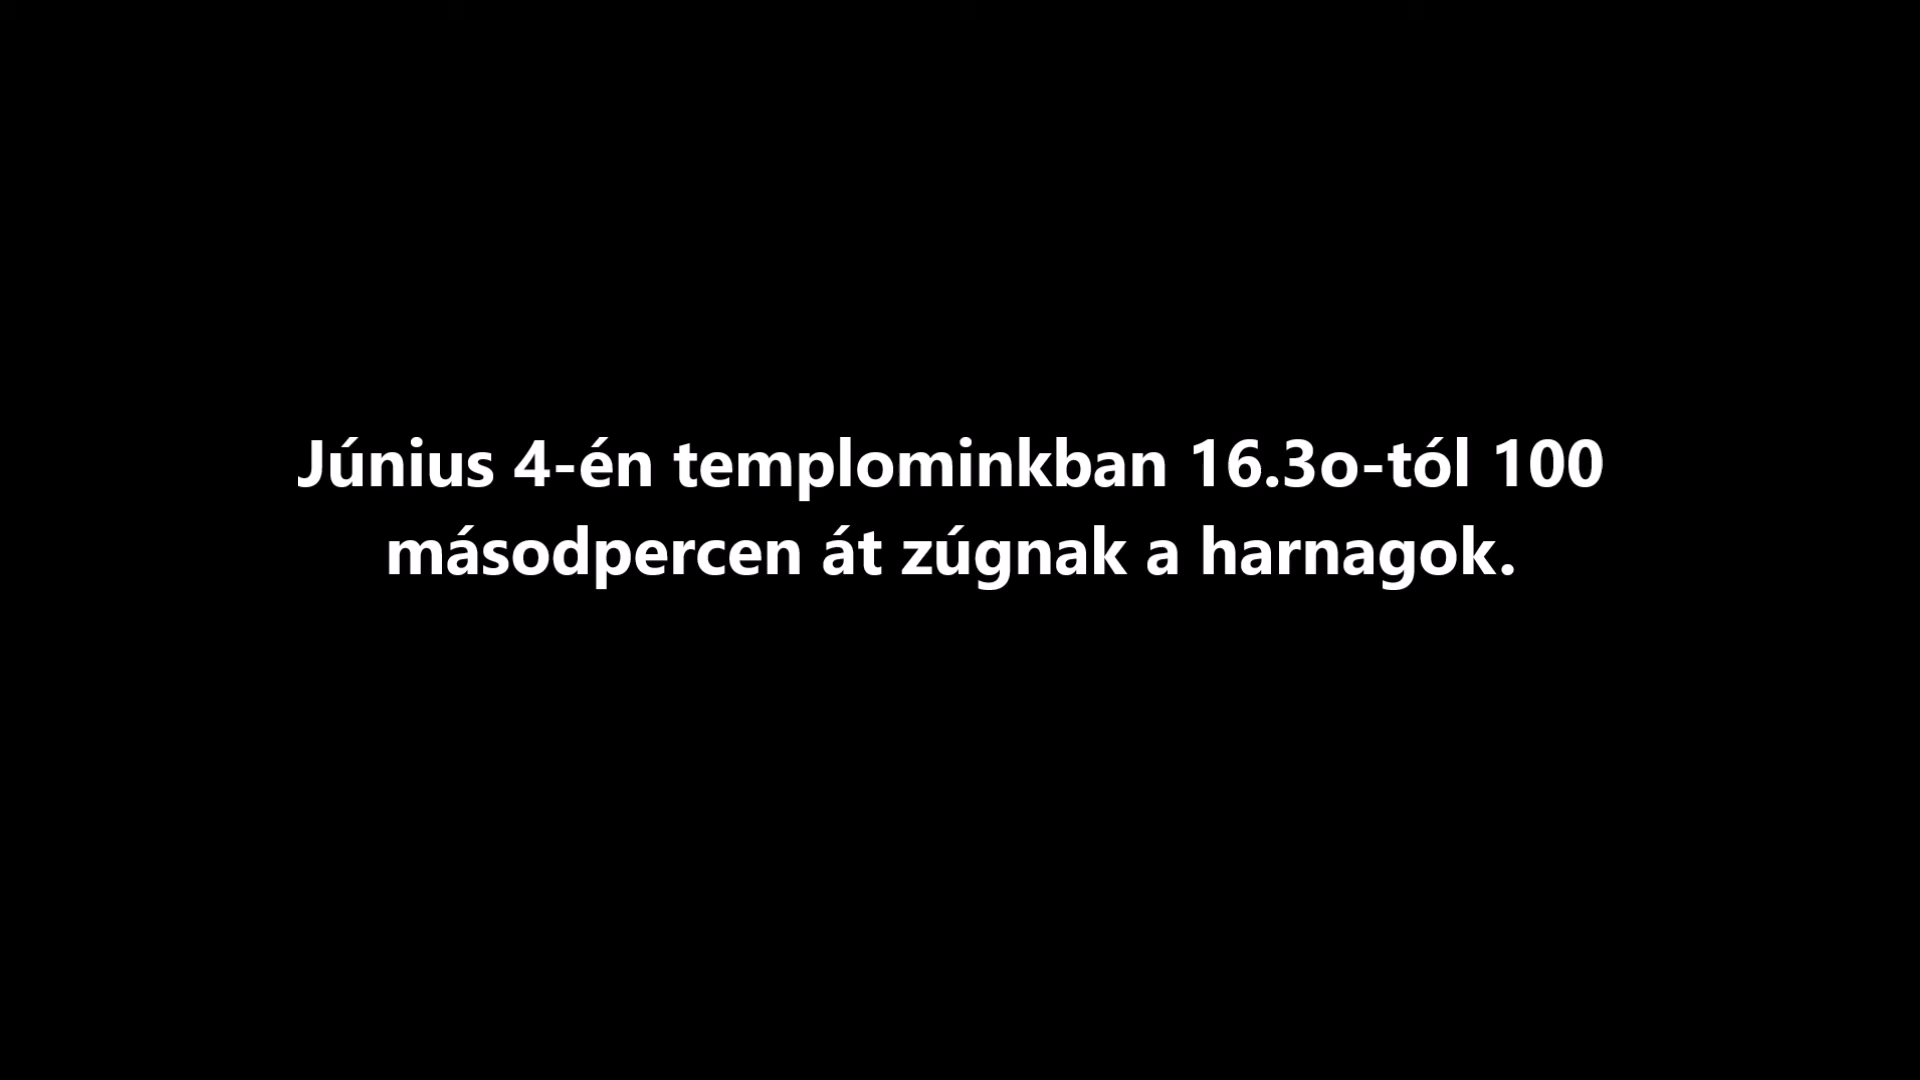 Június 4-én templominkban 16.3o-tól 100
másodpercen át zúgnak a harnagok.